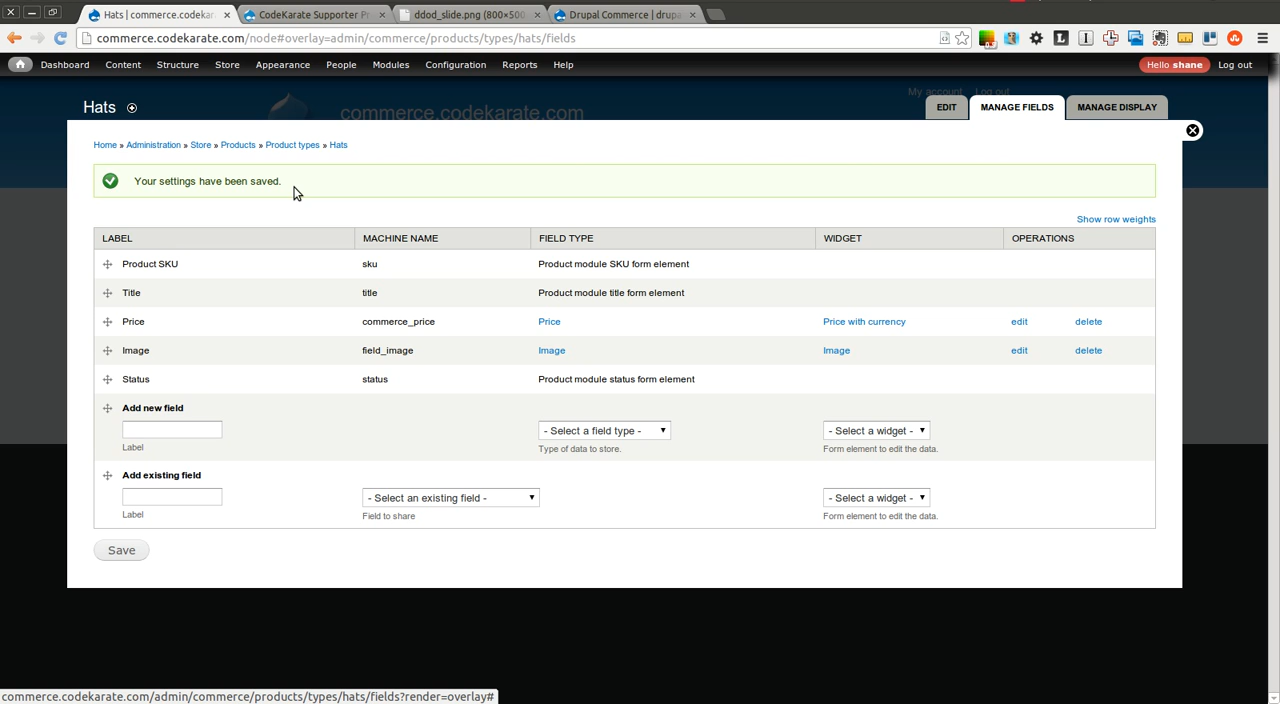 Hats | commerce.codekara
CodeKarate Supporter Pr
ddod_slide.png (800×500
Drupal Commerce | drupa
commerce.codekarate.com/node#overlay=admin/commerce/products/types/hats/fields
Dashboard Content Structure Store Appearance People Modules Configuration Reports Help Hello shane Log out
My account Log out
Hats
commerce.codekarate.com
EDIT MANAGE FIELDS MANAGE DISPLAY
Home » Administration » Store » Products » Product types » Hats
Your settings have been saved.
Show row weights
LABEL MACHINE NAME FIELD TYPE WIDGET OPERATIONS
Product SKU sku Product module SKU form element
Title title Product module title form element
Price commerce_price Price Price with currency edit delete
Image field_image Image Image edit delete
Status status Product module status form element
Add new field
- Select a field type - - Select a widget -
Label Type of data to store. Form element to edit the data.
Add existing field
- Select an existing field - - Select a widget -
Label Field to share Form element to edit the data.
Save
commerce.codekarate.com/admin/commerce/products/types/hats/fields?render=overlay#